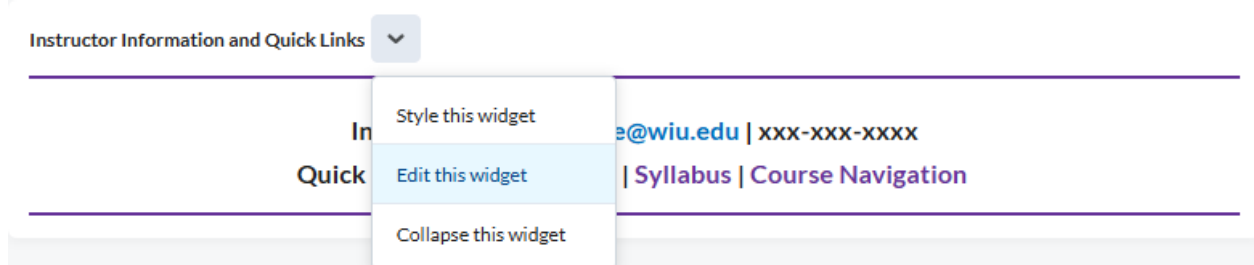 Instructor Information and Quick Links
Style this widget
e@wiu.edu | xxx-xxx-xxxx
Edit this widget
Quick | Syllabus | Course Navigation
Collapse this widget